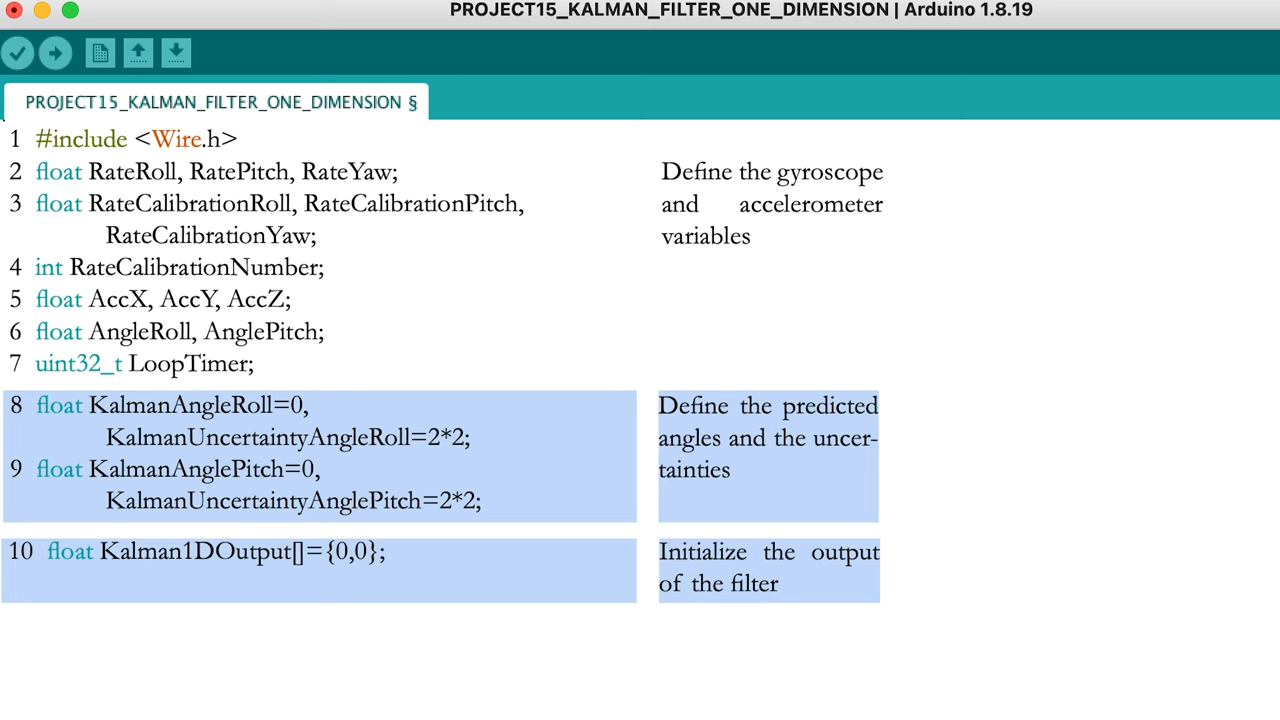 PROJECT15_KALMAN_FILTER_ONE_DIMENSION | Arduino 1.8.19
PROJECT15_KALMAN_FILTER_ONE_DIMENSION §
1 #include <Wire.h>
2 float RateRoll, RatePitch, RateYaw;
3 float RateCalibrationRoll, RateCalibrationPitch,
RateCalibrationYaw;
4 int RateCalibrationNumber;
5 float AccX, AccY, AccZ;
6 float AngleRoll, AnglePitch;
7 uint32_t LoopTimer;
Define the gyroscope
and accelerometer
variables
8 float KalmanAngleRoll=0,
KalmanUncertaintyAngleRoll=2*2;
9 float KalmanAnglePitch=0,
KalmanUncertaintyAnglePitch=2*2;
Define the predicted
angles and the uncer-
tainties
10 float Kalman1DOutput[]={0,0};
Initialize the output
of the filter